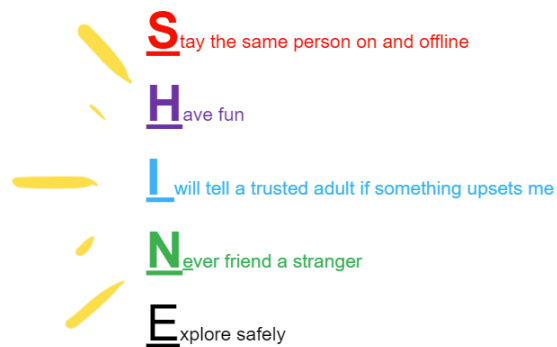 Stay the same person on and offline
Have fun
I will tell a trusted adult if something upsets me
Never friend a stranger
Explore safely